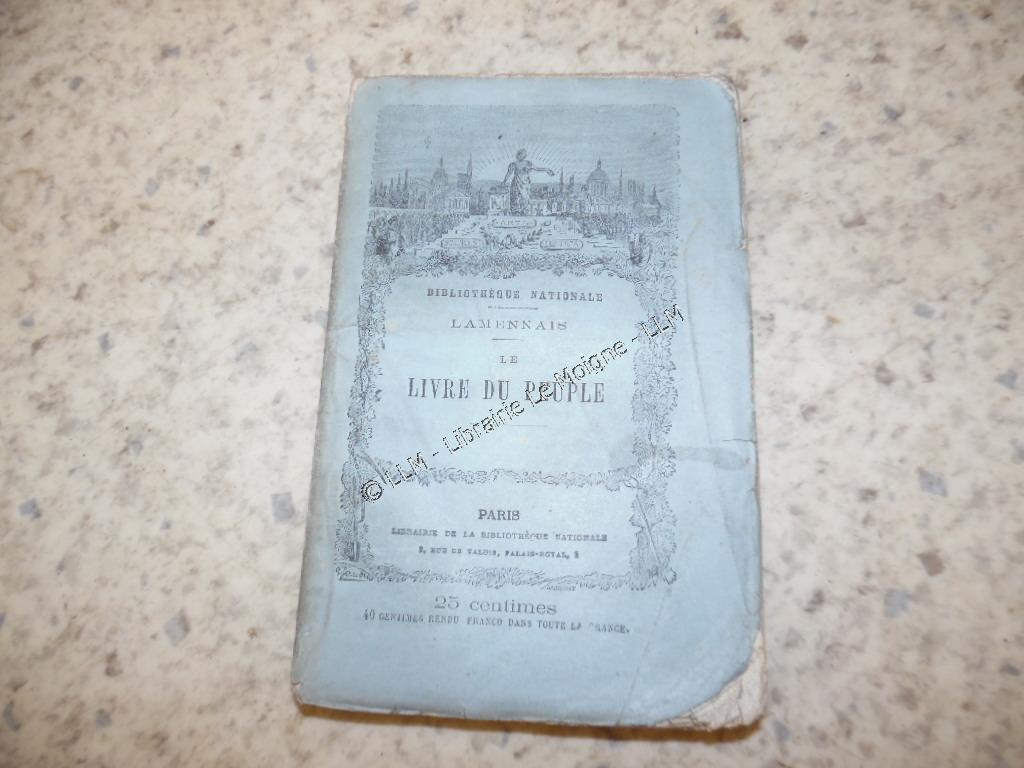 BIBLIOTHÈQUE NATIONALE
LAMENNAIS
LE
LIVRE DU PEUPLE
© LLM - Librairie Le Moigne - LLM
PARIS
LIBRAIRIE DE LA BIBLIOTHÈQUE NATIONALE
2, RUE DE VALOIS, PALAIS-ROYAL, 2
25 centimes
40 CENTIMES RENDU FRANCO DANS TOUTE LA FRANCE.